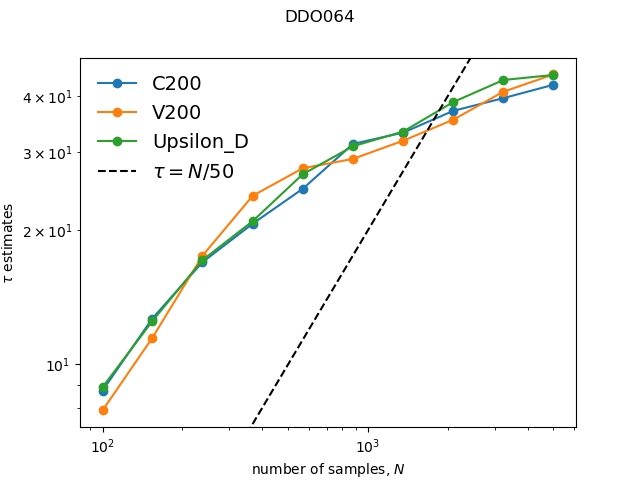 DDO064
C200
V200
Upsilon_D
τ = N/50
4 × 10¹
3 × 10¹
2 × 10¹
10¹
τ estimates
10² 10³
number of samples, N